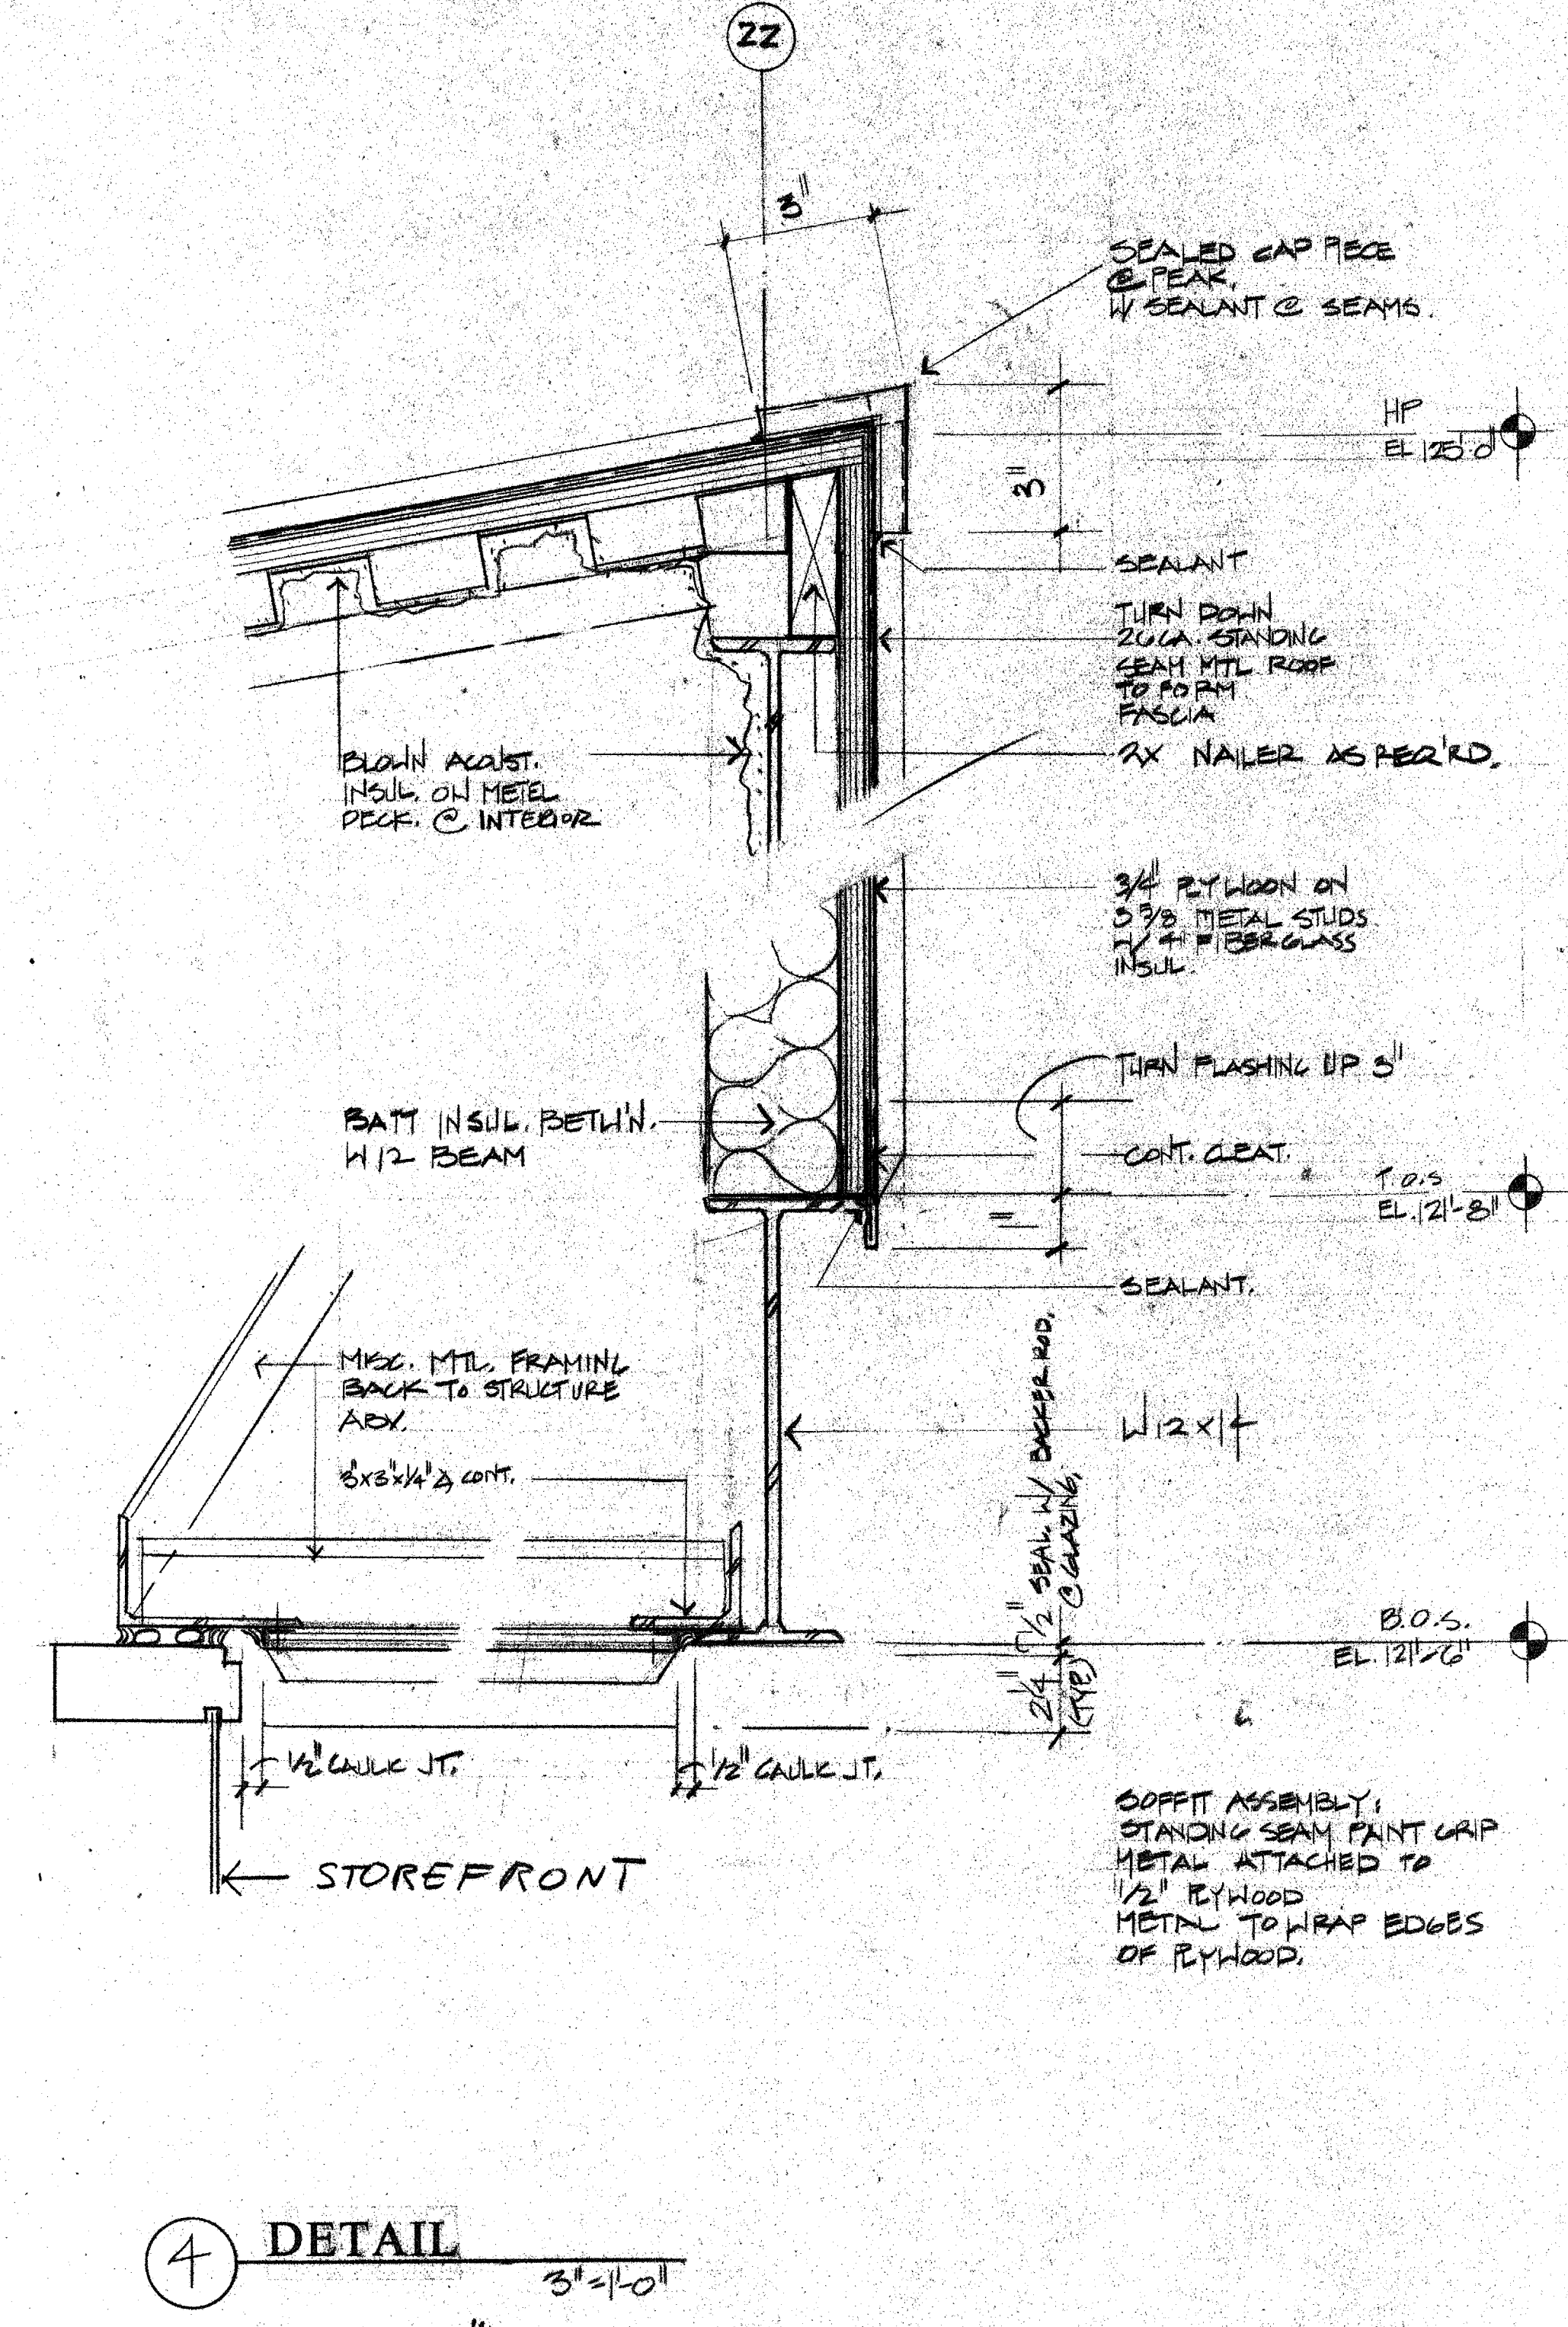 22
3"
SEALED CAP PIECE
@ PEAK,
W/ SEALANT @ SEAMS.
HP
EL 125'-0"
3"
SEALANT
TURN DOWN
26 GA. STANDING
SEAM MTL ROOF
TO FORM
FASCIA
2X NAILER AS REQ'RD.
BLOWN ACOUST.
INSUL. ON METEL
DECK. @ INTERIOR
3/4" PLYWOON ON
3 5/8 METAL STUDS
W/ 4" FIBERGLASS
INSUL.
TURN FLASHING UP 3"
BATT INSUL. BETW'N.
W12 BEAM
CONT. CLEAT.
T.O.S
EL. 121'-8"
1"
SEALANT.
MISC. MTL. FRAMING
BACK TO STRUCTURE
ABV.
W12x14
3"x3"x1/4" CONT.
1/2" SEAL W/ BACKER ROD.
@ GLAZING.
B.O.S.
EL. 121'-6"
2 1/4"
(TYP.)
1/2" CAULK JT.
1/2" CAULK JT.
STOREFRONT
SOFFIT ASSEMBLY:
STANDING SEAM PAINT GRIP
METAL ATTACHED TO
1/2" PLYWOOD
METAL TO WRAP EDGES
OF PLYWOOD.
4
DETAIL
3"=1'-0"